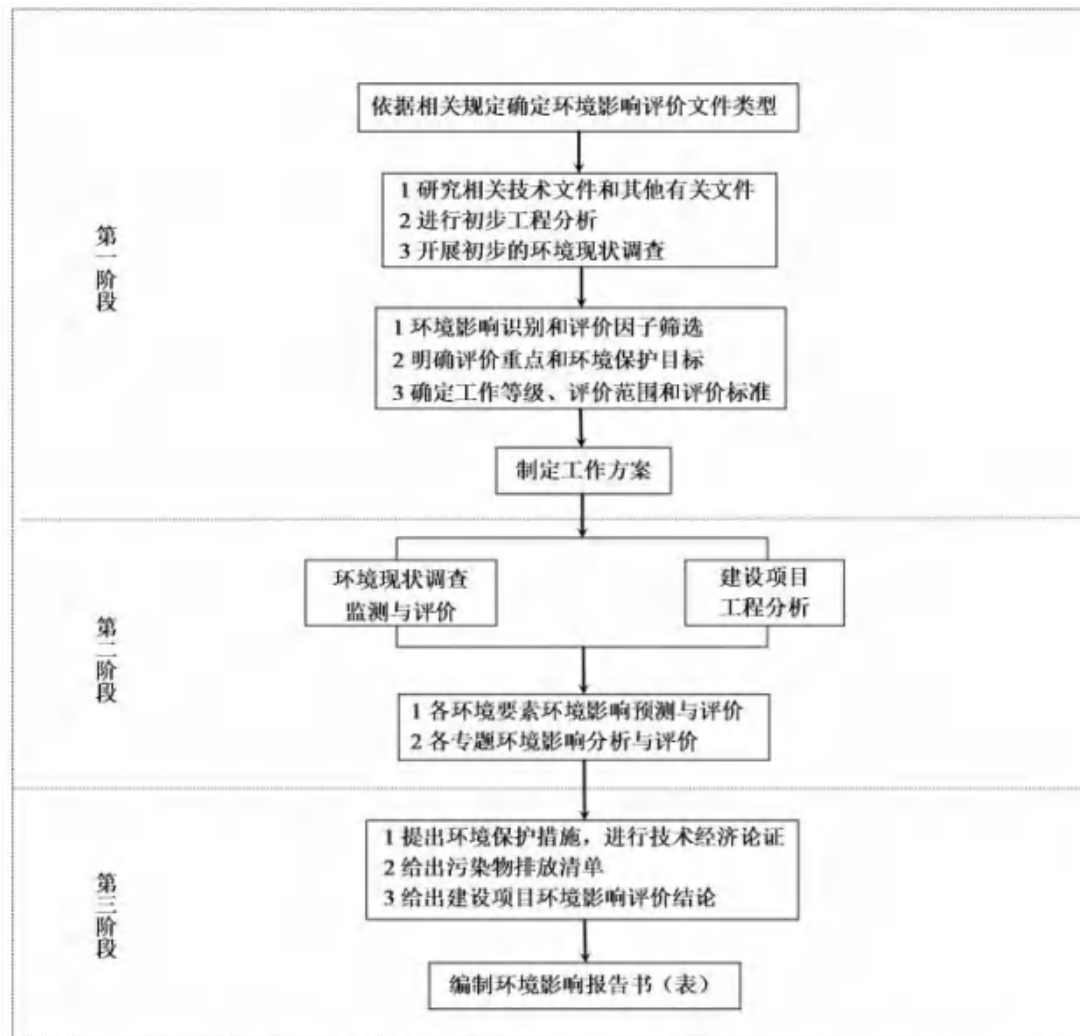 依据相关规定确定环境影响评价文件类型
1 研究相关技术文件和其他有关文件
2 进行初步工程分析
3 开展初步的环境现状调查
第一阶段
1 环境影响识别和评价因子筛选
2 明确评价重点和环境保护目标
3 确定工作等级、评价范围和评价标准
制定工作方案
第二阶段
环境现状调查
监测与评价
建设项目
工程分析
1 各环境要素环境影响预测与评价
2 各专题环境影响分析与评价
第三阶段
1 提出环境保护措施，进行技术经济论证
2 给出污染物排放清单
3 给出建设项目环境影响评价结论
编制环境影响报告书（表）